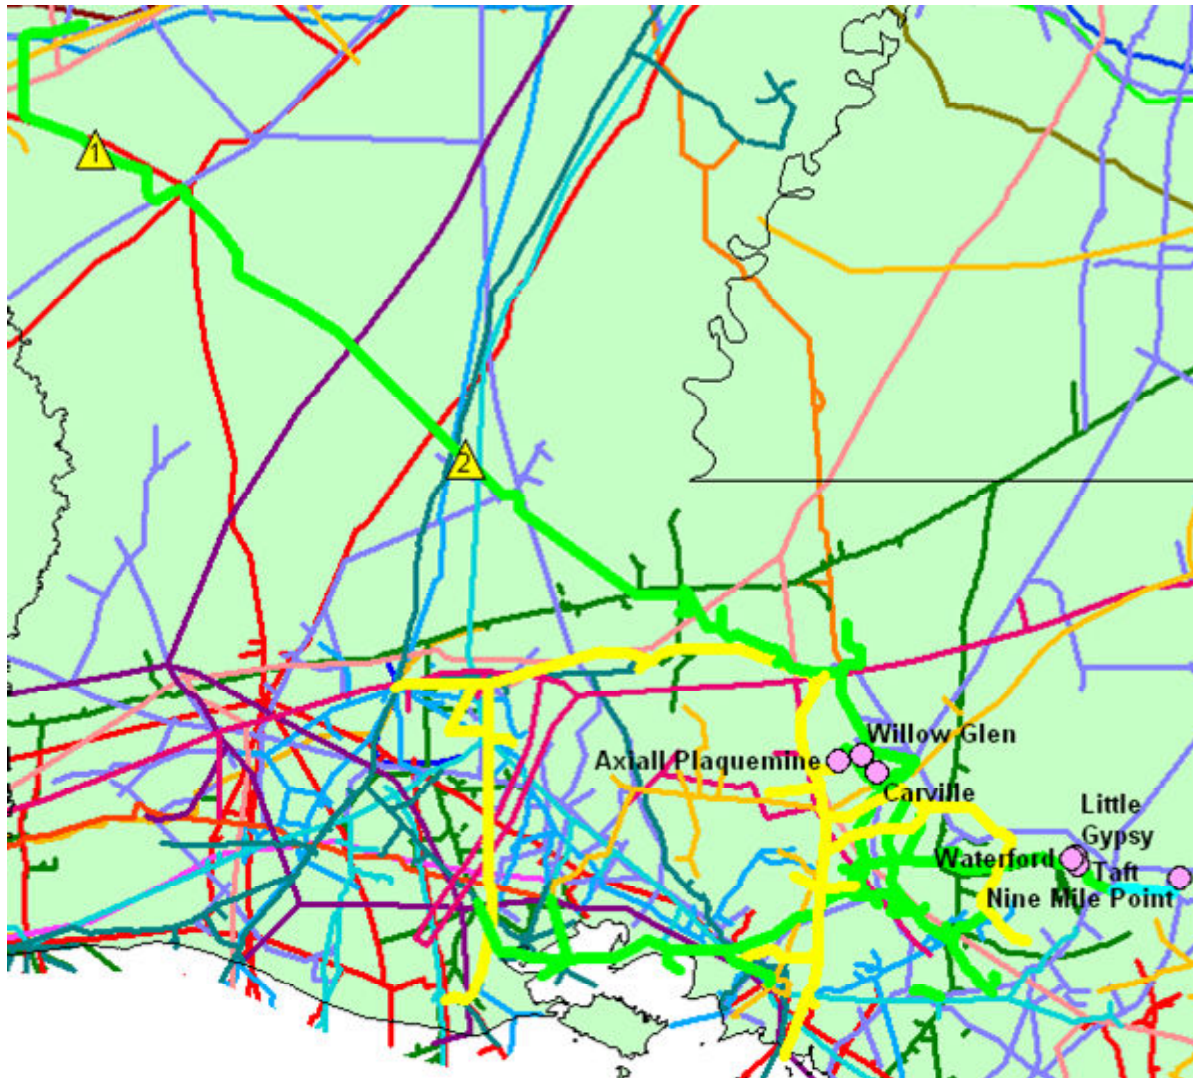 1
2
Willow Glen
Axiall Plaquemine
Carville
Little
Gypsy
Waterford
Taft
Nine Mile Point